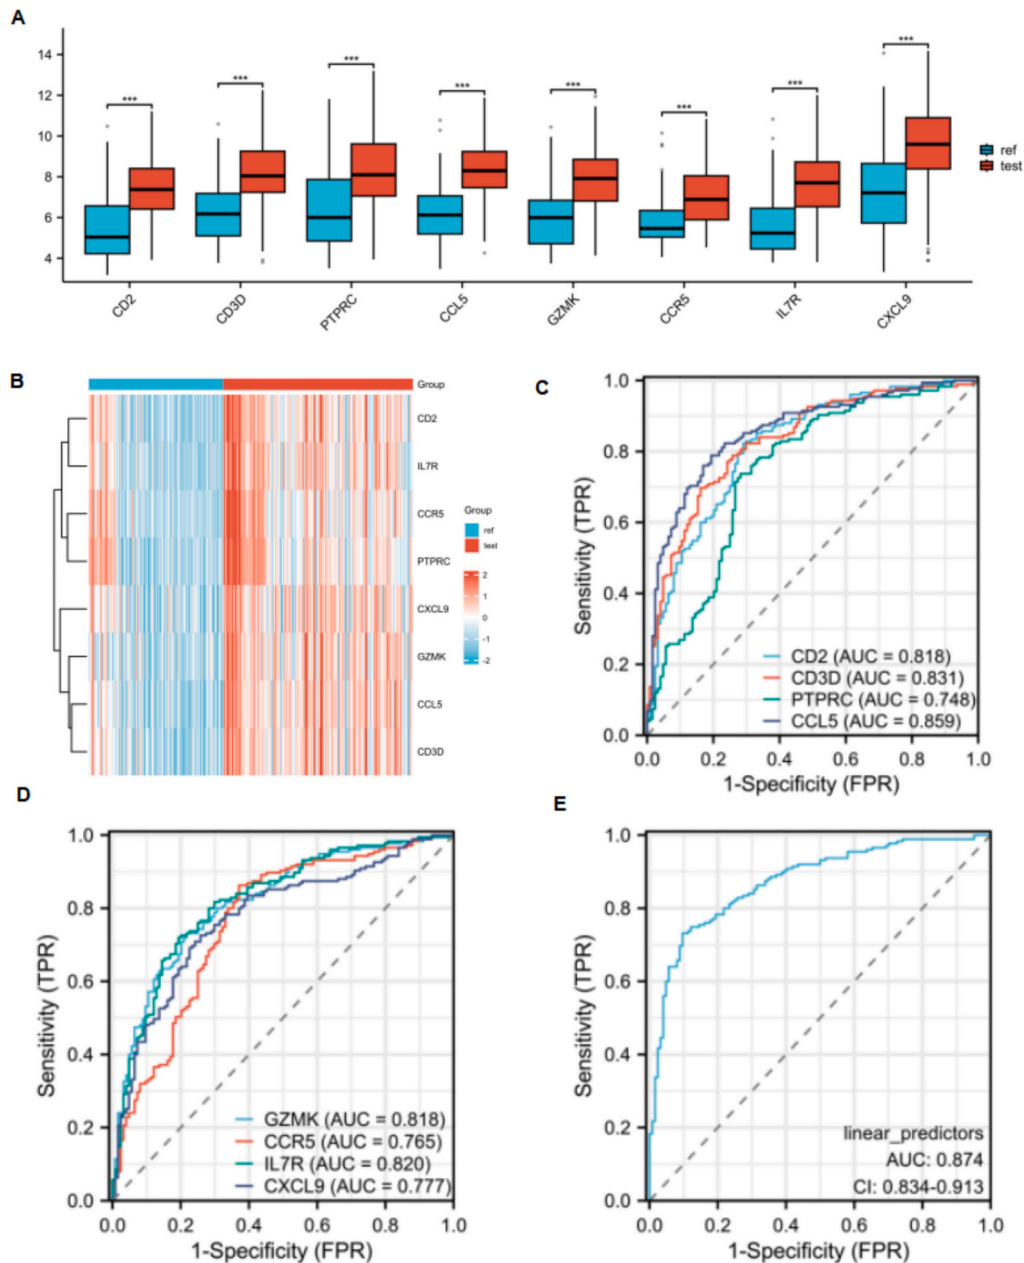 A
14
12
10
8
6
4
*** *** *** *** *** *** *** ***
ref
test
CD2 CD3D PTPRC CCL5 GZMK CCR5 IL7R CXCL9
B
Group
CD2
IL7R
CCR5
PTPRC
CXCL9
GZMK
CCL5
CD3D
Group
ref
test
2
1
0
-1
-2
C
1.0
0.8
0.6
0.4
0.2
0.0
Sensitivity (TPR)
CD2 (AUC = 0.818)
CD3D (AUC = 0.831)
PTPRC (AUC = 0.748)
CCL5 (AUC = 0.859)
0.0 0.2 0.4 0.6 0.8 1.0
1-Specificity (FPR)
D
1.0
0.8
0.6
0.4
0.2
0.0
Sensitivity (TPR)
GZMK (AUC = 0.818)
CCR5 (AUC = 0.765)
IL7R (AUC = 0.820)
CXCL9 (AUC = 0.777)
0.0 0.2 0.4 0.6 0.8 1.0
1-Specificity (FPR)
E
1.0
0.8
0.6
0.4
0.2
0.0
Sensitivity (TPR)
linear_predictors
AUC: 0.874
CI: 0.834-0.913
0.0 0.2 0.4 0.6 0.8 1.0
1-Specificity (FPR)